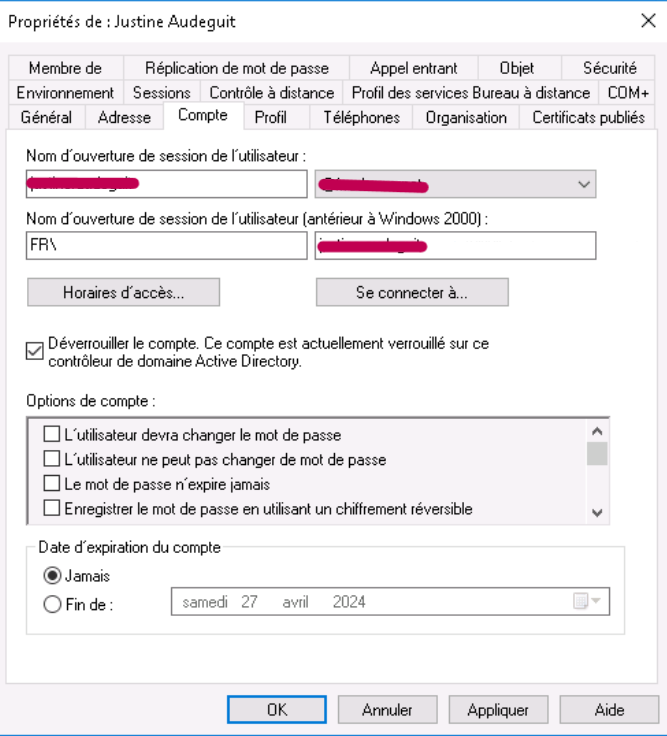 Propriétés de : Justine Audeguit
Membre de Réplication de mot de passe Appel entrant Objet Sécurité
Environnement Sessions Contrôle à distance Profil des services Bureau à distance COM+
Général Adresse Compte Profil Téléphones Organisation Certificats publiés
Nom d'ouverture de session de l'utilisateur :
Nom d'ouverture de session de l'utilisateur (antérieur à Windows 2000) :
FR\
Horaires d'accès... Se connecter à...
Déverrouiller le compte. Ce compte est actuellement verrouillé sur ce
contrôleur de domaine Active Directory.
Options de compte :
L'utilisateur devra changer le mot de passe
L'utilisateur ne peut pas changer de mot de passe
Le mot de passe n'expire jamais
Enregistrer le mot de passe en utilisant un chiffrement réversible
Date d'expiration du compte
Jamais
Fin de : samedi 27 avril 2024
OK Annuler Appliquer Aide